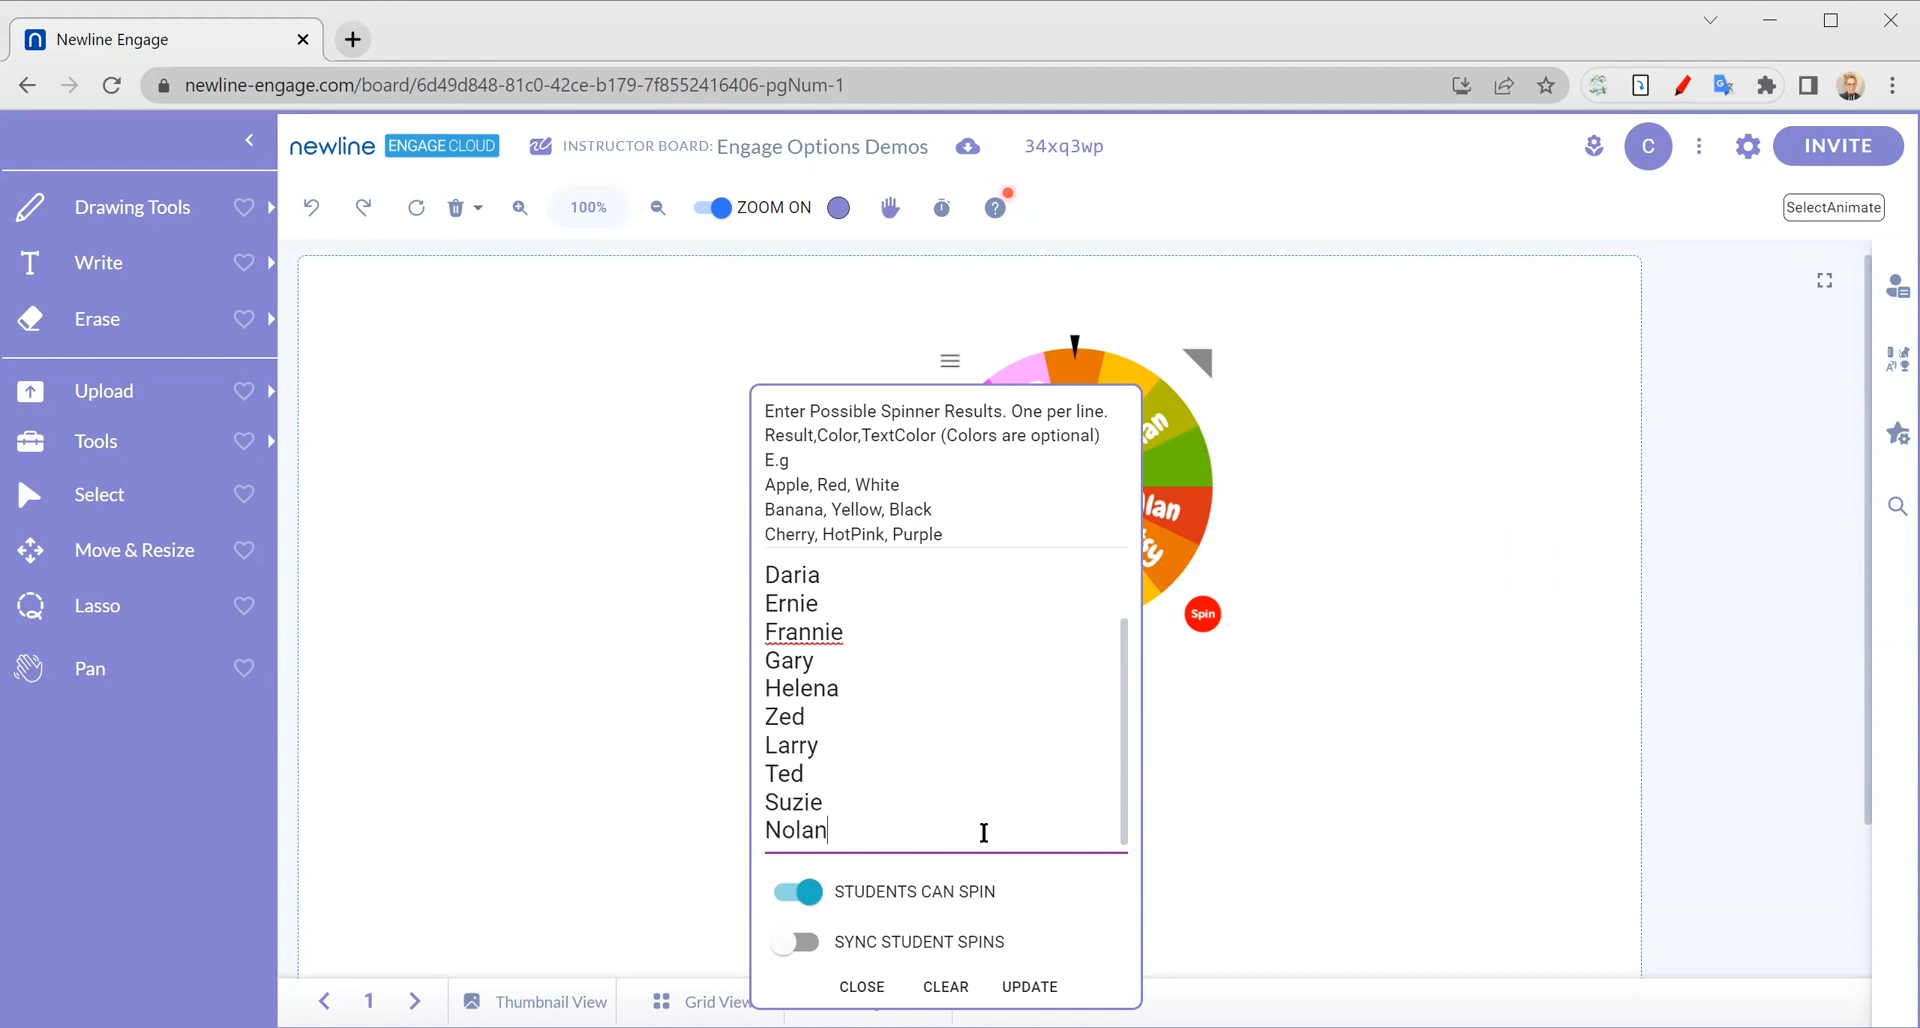 Newline Engage
newline-engage.com/board/6d49d848-81c0-42ce-b179-7f8552416406-pgNum-1
newline ENGAGE CLOUD INSTRUCTOR BOARD: Engage Options Demos 34xq3wp C INVITE
100% ZOOM ON SelectAnimate
Drawing Tools
Write
Erase
Upload
Tools
Select
Move & Resize
Lasso
Pan
Enter Possible Spinner Results. One per line.
Result,Color,TextColor (Colors are optional)
E.g
Apple, Red, White
Banana, Yellow, Black
Cherry, HotPink, Purple
Daria
Ernie
Frannie
Gary
Helena
Zed
Larry
Ted
Suzie
Nolan
STUDENTS CAN SPIN
SYNC STUDENT SPINS
CLOSE CLEAR UPDATE
Spin
1 Thumbnail View Grid View